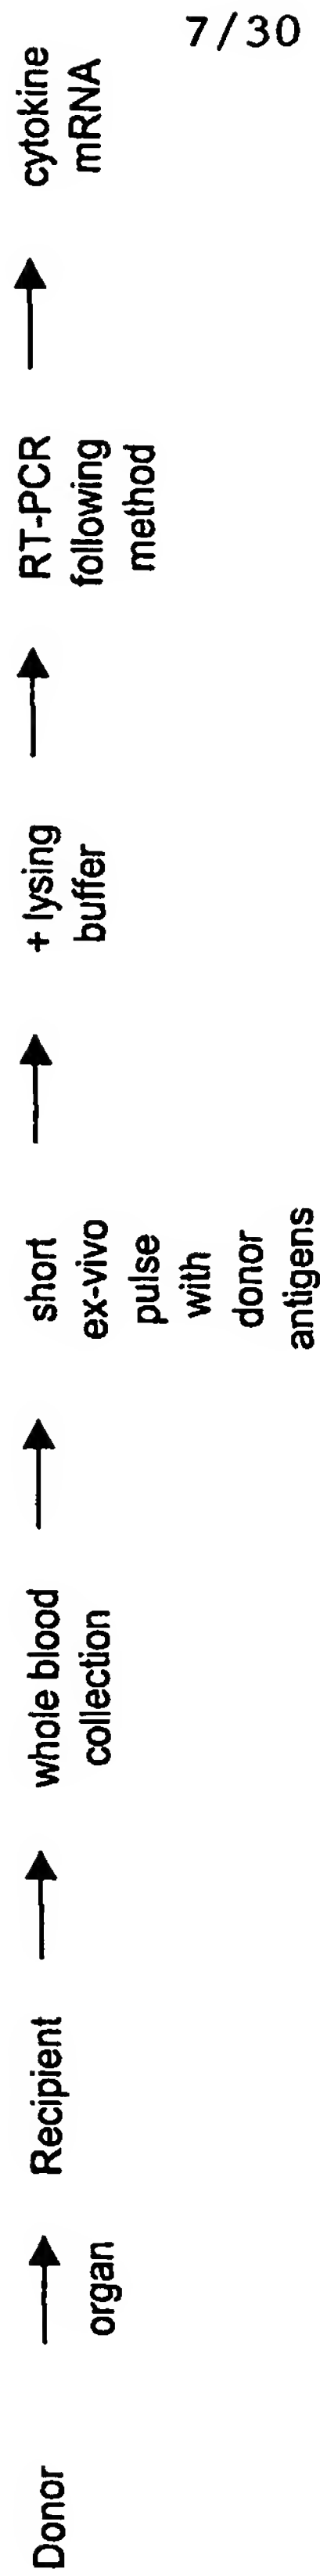 7/30
Donor
organ
Recipient
whole blood
collection
short
ex-vivo
pulse
with
donor
antigens
+ lysing
buffer
RT-PCR
following
method
cytokine
mRNA